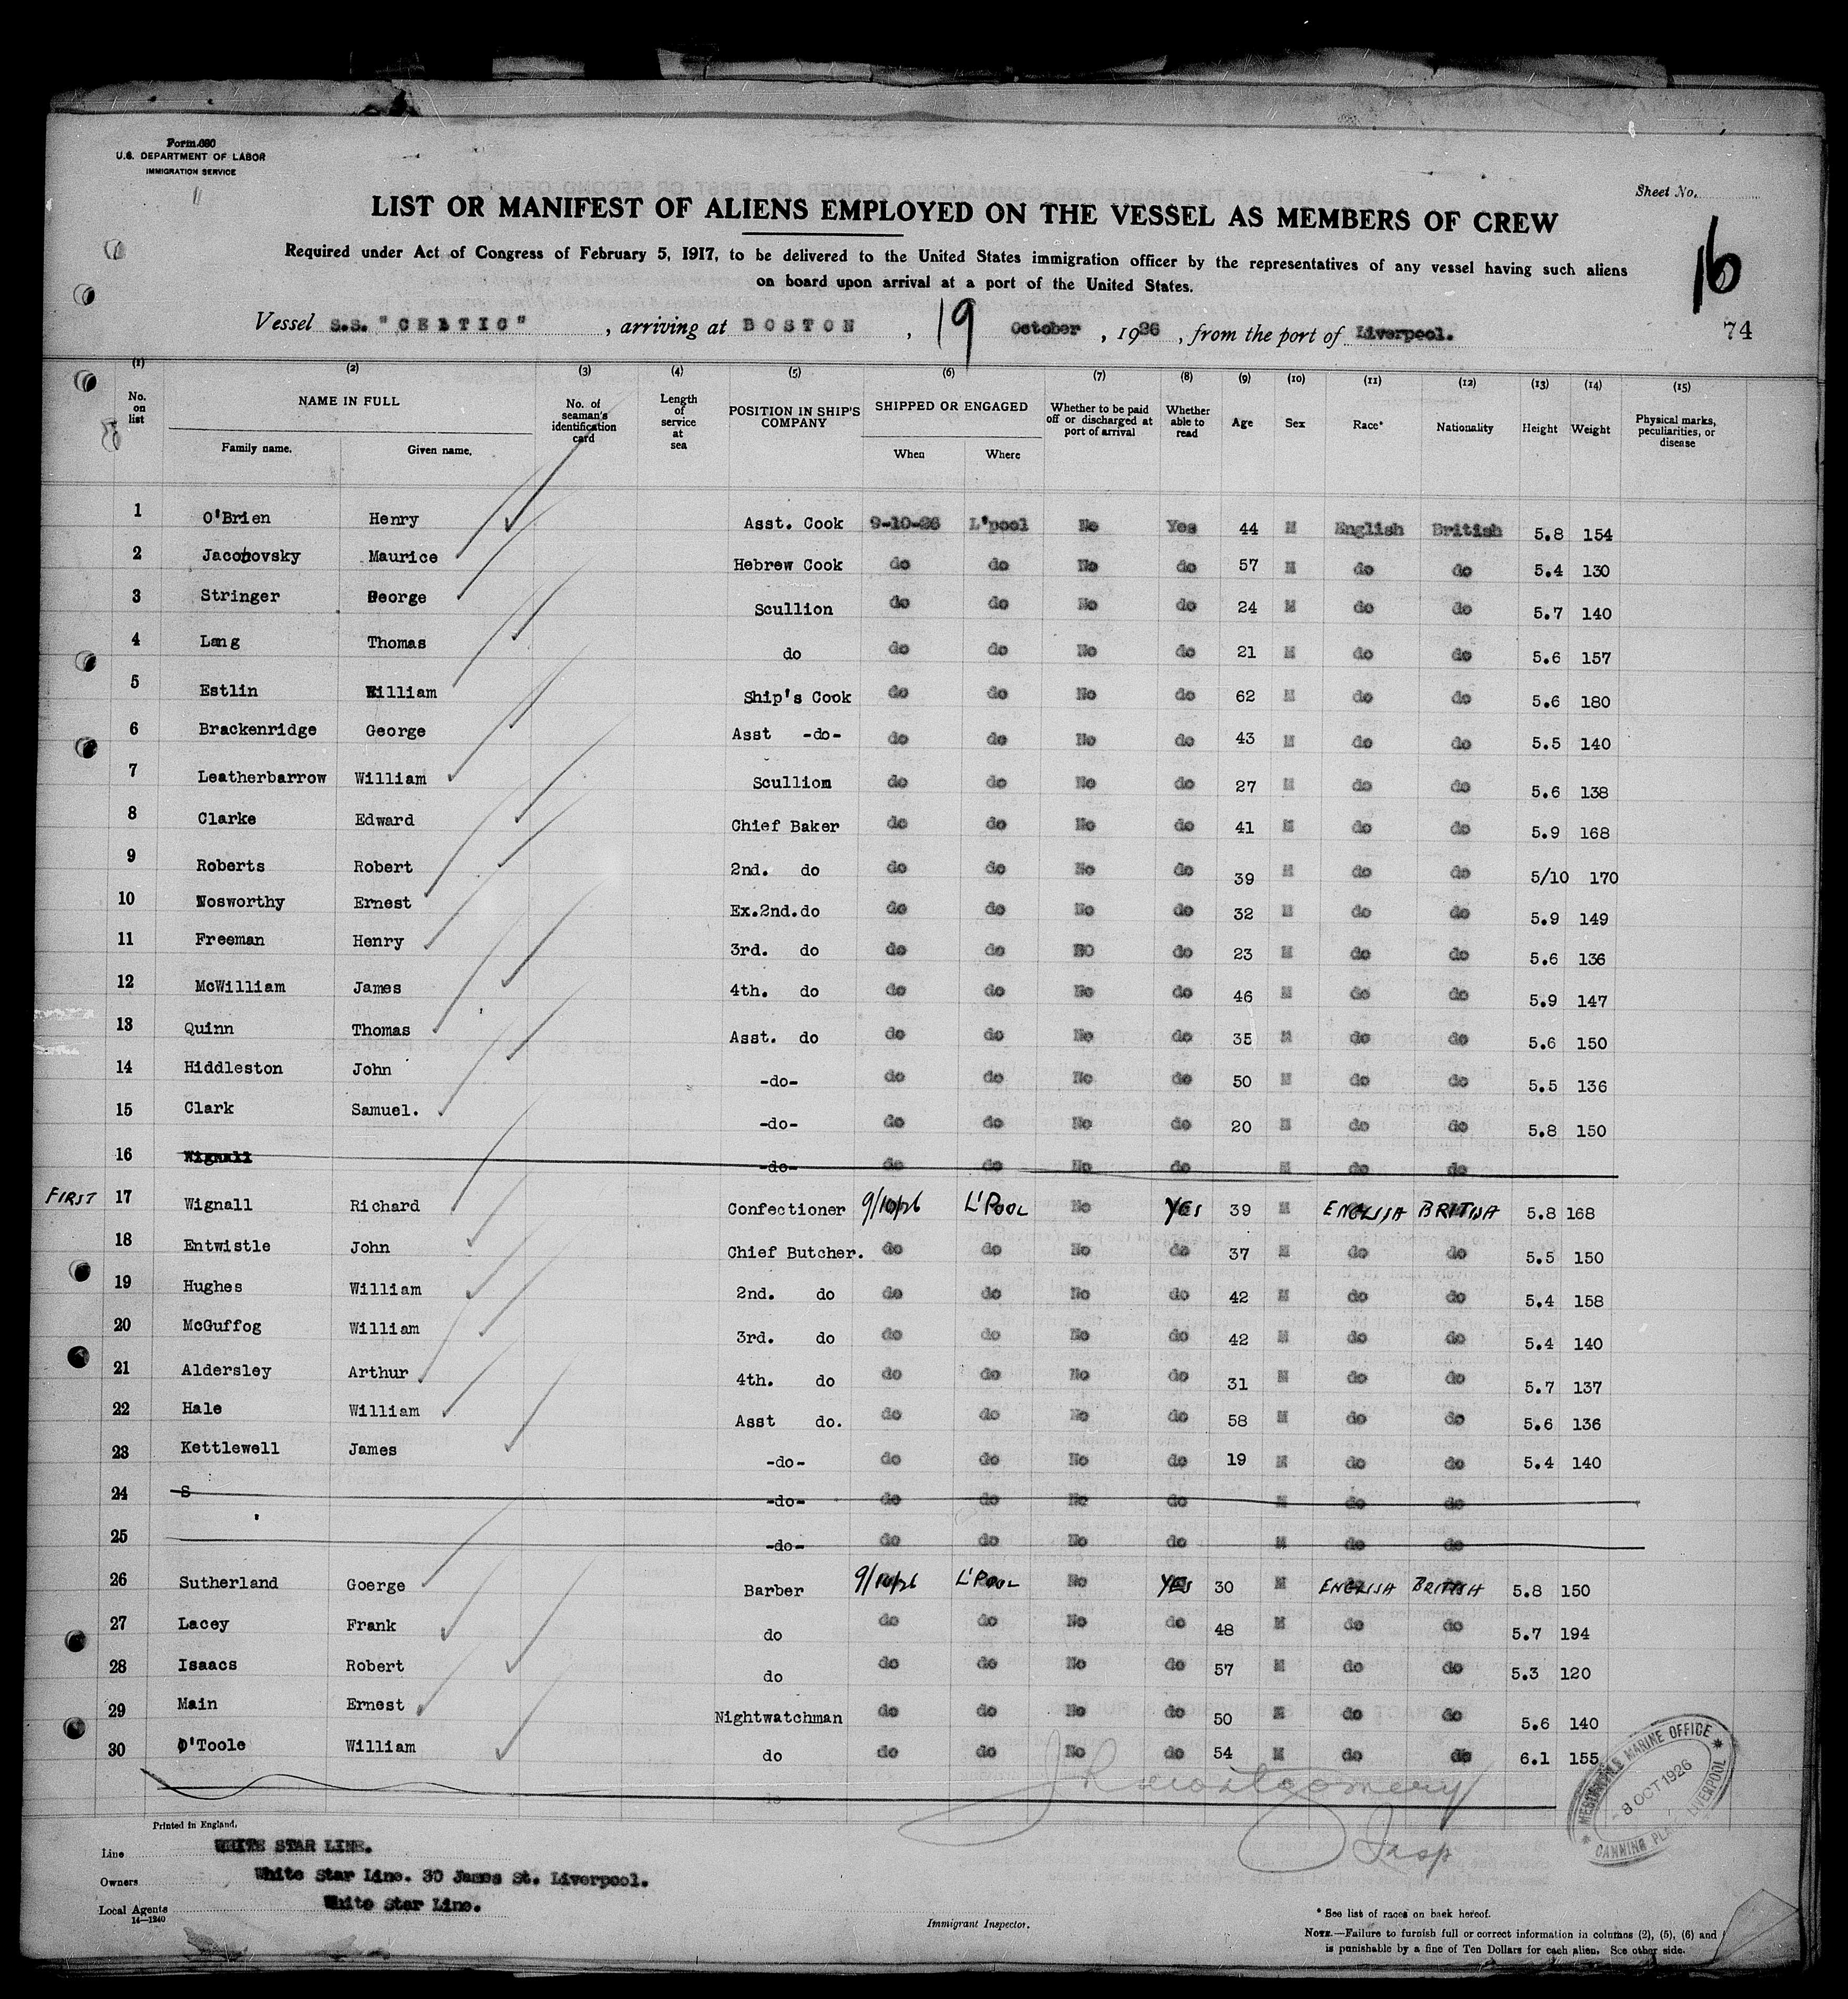 Form 680
U.S. DEPARTMENT OF LABOR
IMMIGRATION SERVICE
Sheet No.
LIST OR MANIFEST OF ALIENS EMPLOYED ON THE VESSEL AS MEMBERS OF CREW
16
Required under Act of Congress of February 5, 1917, to be delivered to the United States immigration officer by the representatives of any vessel having such aliens
on board upon arrival at a port of the United States.
Vessel S.S. "CELTIC", arriving at BOSTON, 19 October, 1926, from the port of Liverpool.
74
(1) (2) (3) (4) (5) (6) (7) (8) (9) (10) (11) (12) (13) (14) (15)
No. on list NAME IN FULL No. of seaman's identification card Length of service at sea POSITION IN SHIP'S COMPANY SHIPPED OR ENGAGED Whether to be paid off or discharged at port of arrival Whether able to read Age Sex Race* Nationality Height Weight Physical marks, peculiarities, or disease
Family name. Given name. When Where
1 O'Brien Henry Asst. Cook 9-10-26 L'pool No Yes 44 M English British 5.8 154
2 Jacobovsky Maurice Hebrew Cook do do No do 57 M do do 5.4 130
3 Stringer George Scullion do do No do 24 M do do 5.7 140
4 Lang Thomas do do do No do 21 M do do 5.6 157
5 Estlin William Ship's Cook do do No do 62 M do do 5.6 180
6 Brackenridge George Asst -do- do do No do 43 M do do 5.5 140
7 Leatherbarrow William Scullion do do No do 27 M do do 5.6 138
8 Clarke Edward Chief Baker do do No do 41 M do do 5.9 168
9 Roberts Robert 2nd. do do do No do 39 M do do 5/10 170
10 Nosworthy Ernest Ex.2nd.do do do No do 32 M do do 5.9 149
11 Freeman Henry 3rd. do do do NO do 23 M do do 5.6 136
12 McWilliam James 4th. do do do No do 46 M do do 5.9 147
13 Quinn Thomas Asst. do do do No do 35 M do do 5.6 150
14 Hiddleston John -do- do do No do 50 M do do 5.5 136
15 Clark Samuel. -do- do do No do 20 M do do 5.8 150
16 Wignall -do- do do No do M do do
FIRST 17 Wignall Richard Confectioner 9/10/26 L'POOL No YES 39 M ENGLISH BRITISH 5.8 168
18 Entwistle John Chief Butcher. do do No do 37 M do do 5.5 150
19 Hughes William 2nd. do do do No do 42 M do do 5.4 158
20 McGuffog William 3rd. do do do No do 42 M do do 5.4 140
21 Aldersley Arthur 4th. do do do No do 31 M do do 5.7 137
22 Hale William Asst do. do do No do 58 M do do 5.6 136
23 Kettlewell James -do- do do No do 19 M do do 5.4 140
24 S -do- do do No do M do do
25 -do- do do No do M do do
26 Sutherland Goerge Barber 9/10/26 L'POOL No YES 30 M ENGLISH BRITISH 5.8 150
27 Lacey Frank do do do No do 48 M do do 5.7 194
28 Isaacs Robert do do do No do 57 M do do 5.3 120
29 Main Ernest Nightwatchman do do No do 50 M do do 5.6 140
30 O'Toole William do do do No do 54 M do do 6.1 155
J R Montgomery
Insp
MERCANTILE MARINE OFFICE
8 OCT 1926
CANNING PLACE LIVERPOOL
Printed in England.
Line WHITE STAR LINE.
Owners White Star Line. 30 James St. Liverpool.
Local Agents White Star Line.
14—1240
Immigrant Inspector.
* See list of races on back hereof.
NOTE.—Failure to furnish full or correct information in columns (2), (5), (6) and
is punishable by a fine of Ten Dollars for each alien. See other side.